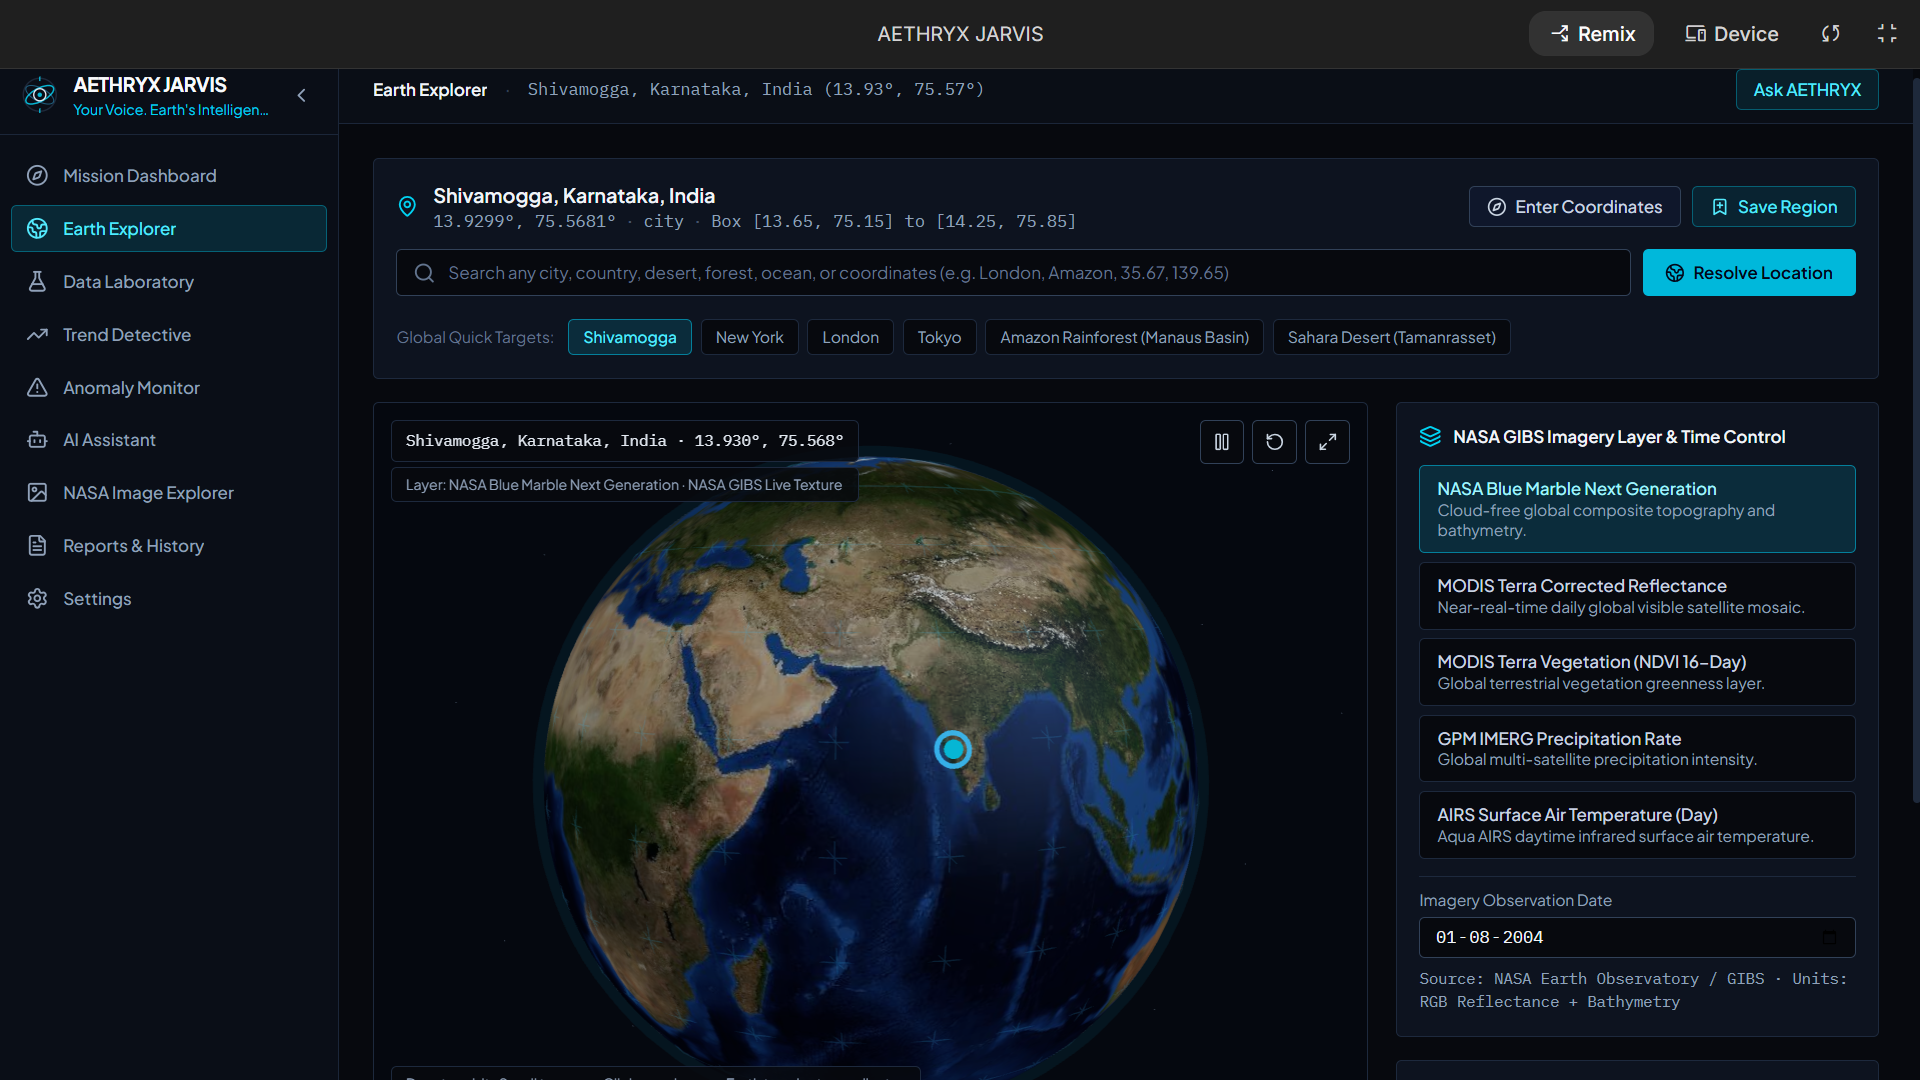 AETHRYX JARVIS
Remix
Device
AETHRYX JARVIS
Your Voice. Earth's Intelligen...
Mission Dashboard
Earth Explorer
Data Laboratory
Trend Detective
Anomaly Monitor
AI Assistant
NASA Image Explorer
Reports & History
Settings
Earth Explorer · Shivamogga, Karnataka, India (13.93°, 75.57°)
Ask AETHRYX
Shivamogga, Karnataka, India
13.9299°, 75.5681° · city · Box [13.65, 75.15] to [14.25, 75.85]
Enter Coordinates
Save Region
Search any city, country, desert, forest, ocean, or coordinates (e.g. London, Amazon, 35.67, 139.65)
Resolve Location
Global Quick Targets: Shivamogga New York London Tokyo Amazon Rainforest (Manaus Basin) Sahara Desert (Tamanrasset)
Shivamogga, Karnataka, India · 13.930°, 75.568°
Layer: NASA Blue Marble Next Generation · NASA GIBS Live Texture
NASA GIBS Imagery Layer & Time Control
NASA Blue Marble Next Generation
Cloud-free global composite topography and
bathymetry.
MODIS Terra Corrected Reflectance
Near-real-time daily global visible satellite mosaic.
MODIS Terra Vegetation (NDVI 16-Day)
Global terrestrial vegetation greenness layer.
GPM IMERG Precipitation Rate
Global multi-satellite precipitation intensity.
AIRS Surface Air Temperature (Day)
Aqua AIRS daytime infrared surface air temperature.
Imagery Observation Date
01-08-2004
Source: NASA Earth Observatory / GIBS · Units:
RGB Reflectance + Bathymetry